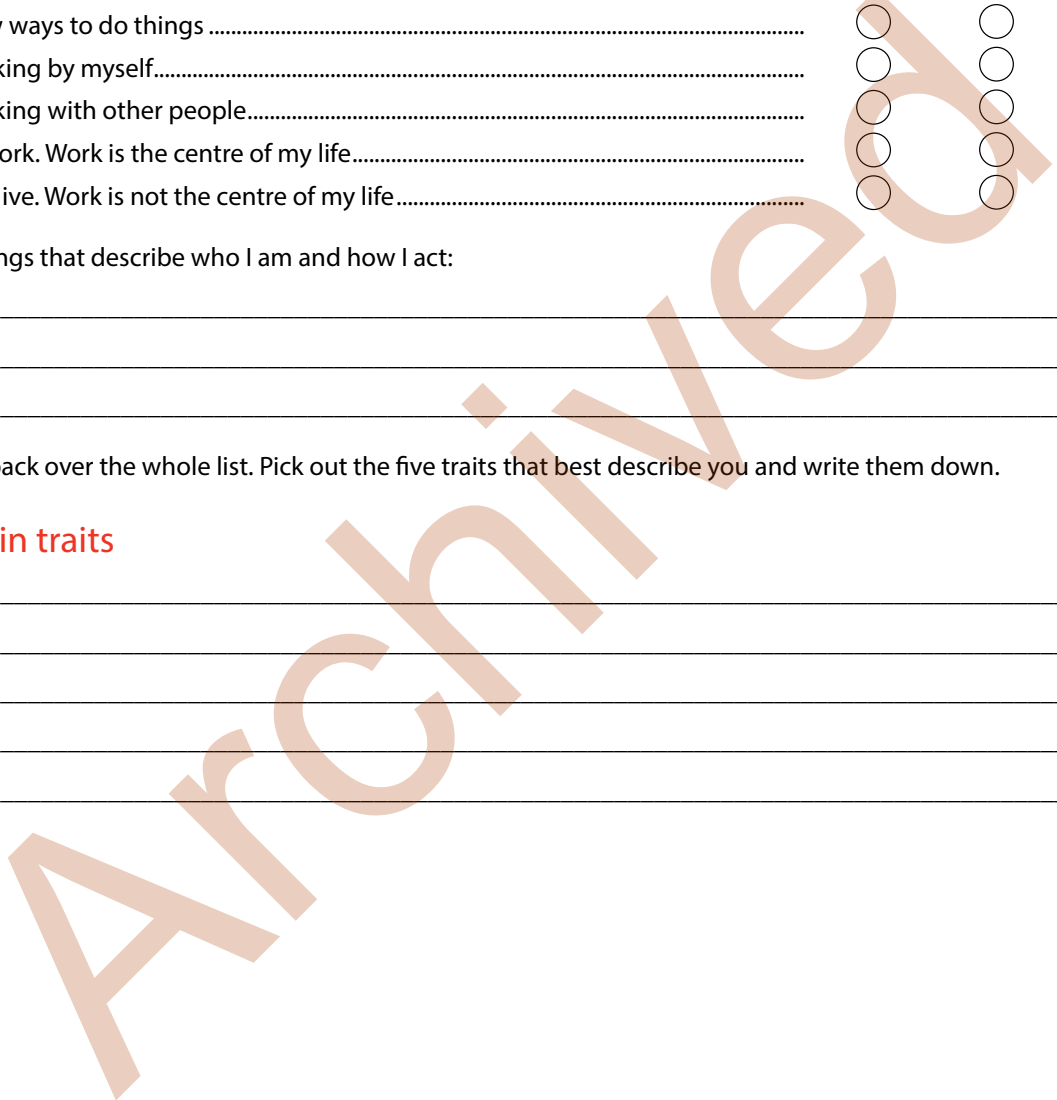 ways to do things
king by myself
king with other people
ork. Work is the centre of my life
ive. Work is not the centre of my life
ngs that describe who I am and how I act:
back over the whole list. Pick out the five traits that best describe you and write them down.
in traits
Archived